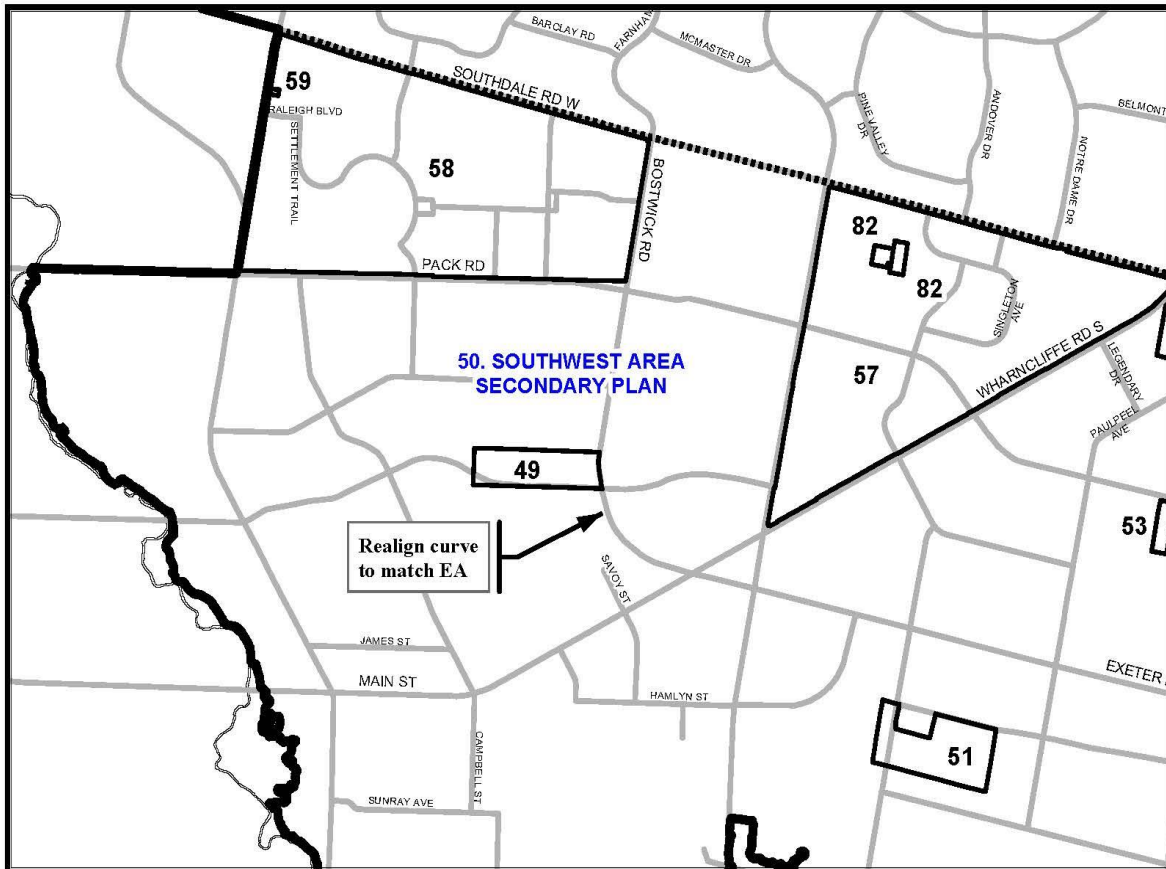 BARCLAY RD
FARNHAM
MCMASTER DR
59
SOUTHDALE RD W
RALEIGH BLVD
SETTLEMENT TRAIL
58
BOSTWICK RD
PINE VALLEY
DR
ANDOVER DR
BELMONT
NOTRE DAME DR
82
82
PACK RD
SINGLETON
AVE
50. SOUTHWEST AREA
SECONDARY PLAN
57
WHARNCLIFFE RD S
LEGENDARY
DR
PAULPEEL
AVE
49
53
Realign curve
to match EA
SAVOY ST
JAMES ST
MAIN ST
HAMLYN ST
EXETER
CAMPBELL ST
51
SUNRAY AVE